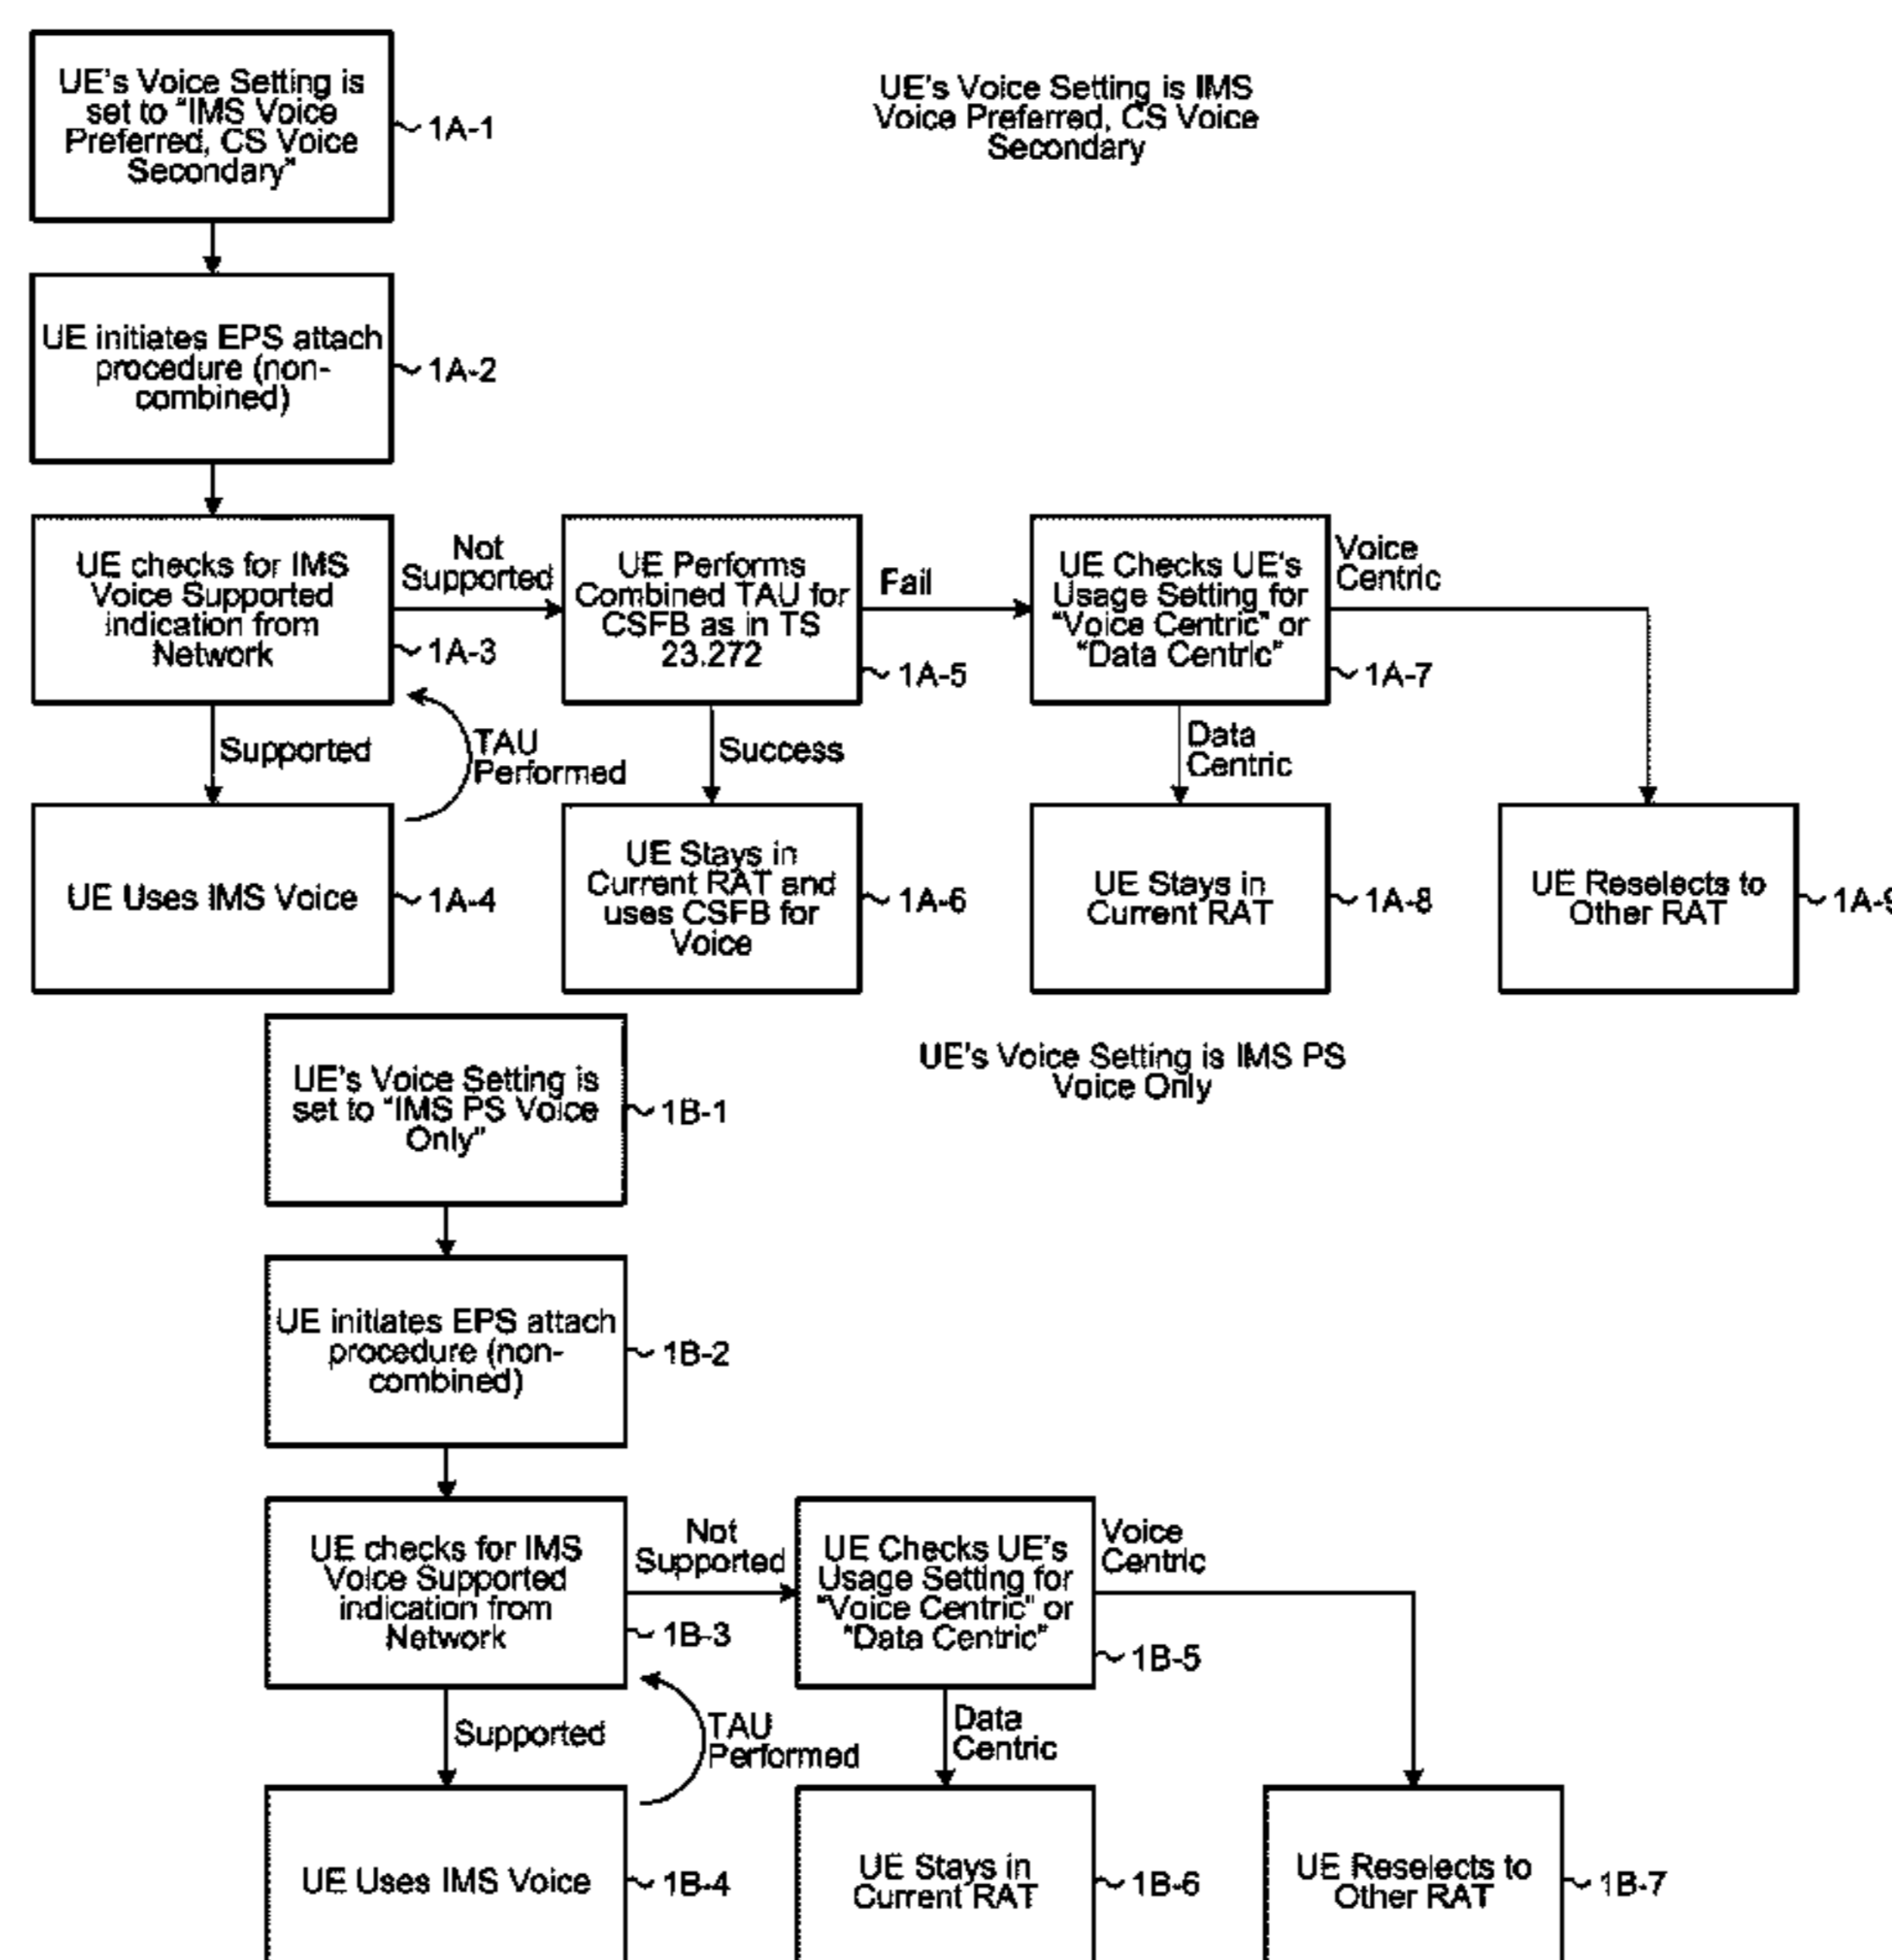 UE's Voice Setting is
set to "IMS Voice
Preferred, CS Voice
Secondary"
1A-1
UE's Voice Setting is IMS
Voice Preferred, CS Voice
Secondary
UE initiates EPS attach
procedure (non-
combined)
1A-2
UE checks for IMS
Voice Supported
indication from
Network
1A-3
Not
Supported
UE Performs
Combined TAU for
CSFB as in TS
23.272
1A-5
Fail
UE Checks UE's
Usage Setting for
"Voice Centric" or
"Data Centric"
1A-7
Voice
Centric
Supported
TAU
Performed
Success
Data
Centric
UE Uses IMS Voice
1A-4
UE Stays in
Current RAT and
uses CSFB for
Voice
1A-6
UE Stays in
Current RAT
1A-8
UE Reselects to
Other RAT
1A-9
UE's Voice Setting is
set to "IMS PS Voice
Only"
1B-1
UE's Voice Setting is IMS PS
Voice Only
UE initiates EPS attach
procedure (non-
combined)
1B-2
UE checks for IMS
Voice Supported
indication from
Network
1B-3
Not
Supported
UE Checks UE's
Usage Setting for
"Voice Centric" or
"Data Centric"
1B-5
Voice
Centric
Supported
TAU
Performed
Data
Centric
UE Uses IMS Voice
1B-4
UE Stays in
Current RAT
1B-6
UE Reselects to
Other RAT
1B-7